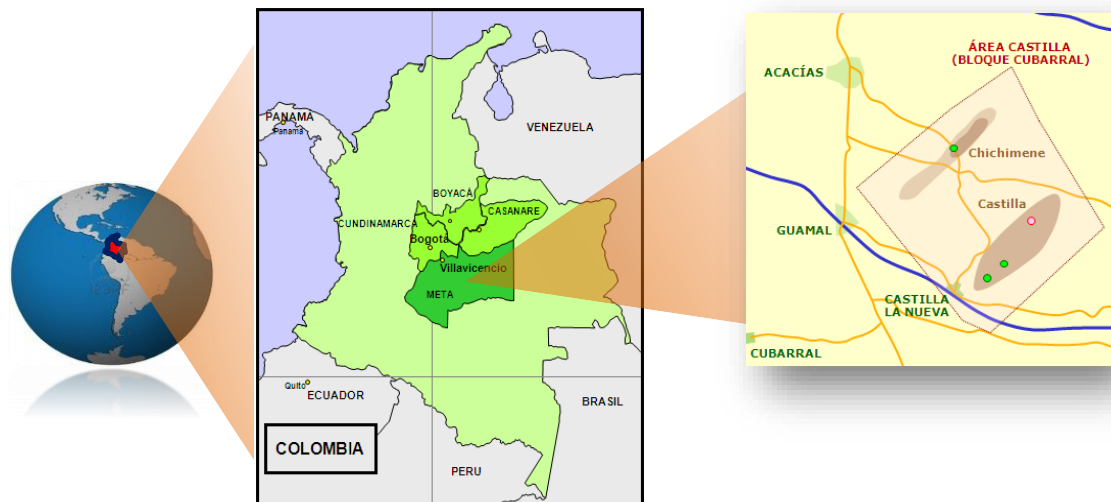 PANAMA
Panamá
VENEZUELA
BOYACÁ
CUNDINAMARCA
CASANARE
Bogotá
Villavicencio
META
Quito
ECUADOR
BRASIL
PERU
COLOMBIA
ÁREA CASTILLA
(BLOQUE CUBARRAL)
ACACÍAS
Chichimene
Castilla
GUAMAL
CASTILLA
LA NUEVA
CUBARRAL